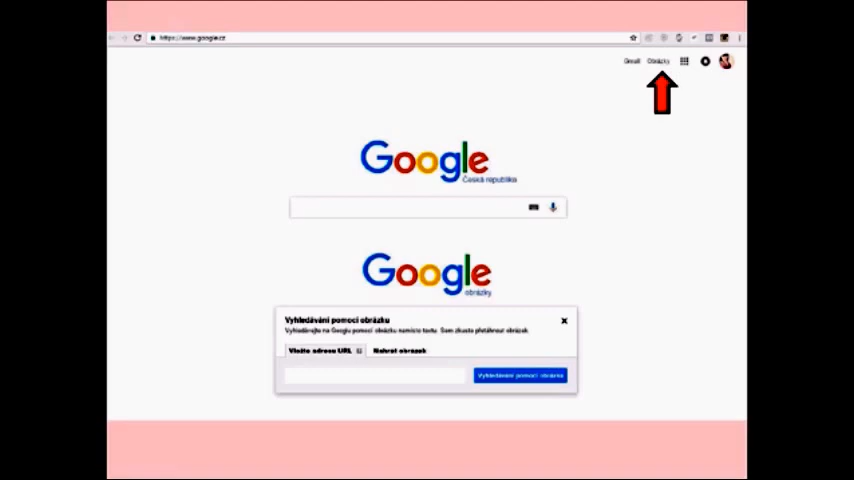 https://www.google.cz
Gmail Obrázky
Google
Česká republika
Google
obrázky
Vyhledávání pomocí obrázku
Vyhledávejte na Googlu pomocí obrázku namísto textu. Sem zkuste přetáhnout obrázek.
Vložte adresu URL Nahrát obrázek
Vyhledávání pomocí obrázku